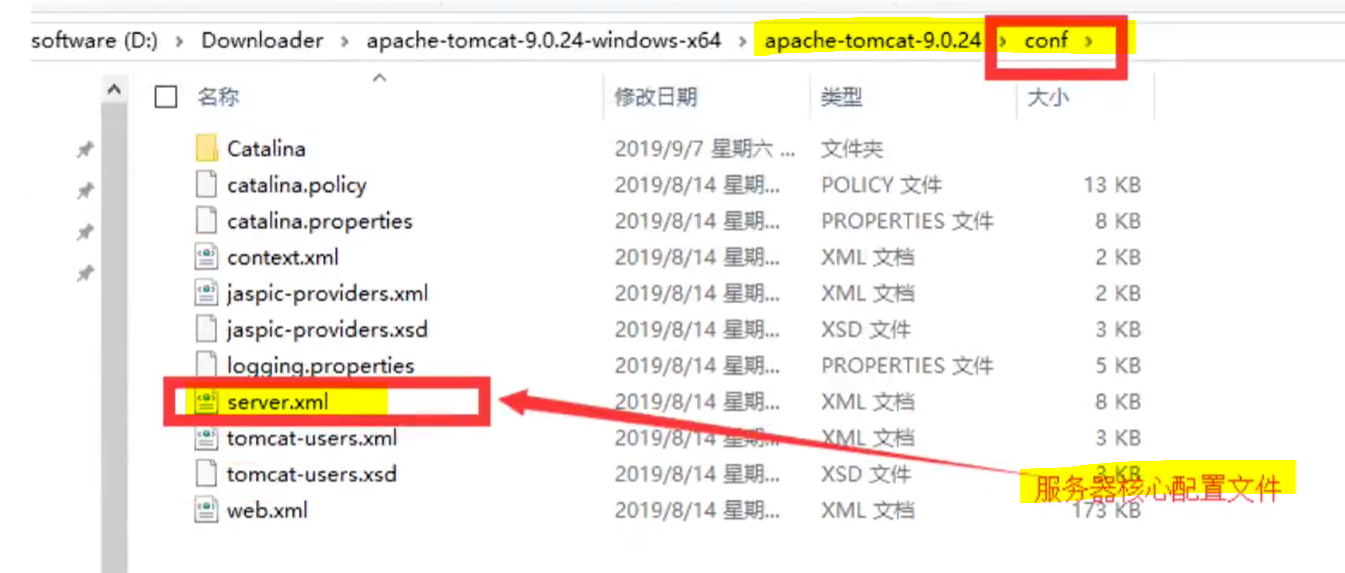 software (D:) › Downloader › apache-tomcat-9.0.24-windows-x64 › apache-tomcat-9.0.24 › conf ›
名称 修改日期 类型 大小
Catalina 2019/9/7 星期六 ... 文件夹
catalina.policy 2019/8/14 星期... POLICY 文件 13 KB
catalina.properties 2019/8/14 星期... PROPERTIES 文件 8 KB
context.xml 2019/8/14 星期... XML 文档 2 KB
jaspic-providers.xml 2019/8/14 星期... XML 文档 2 KB
jaspic-providers.xsd 2019/8/14 星期... XSD 文件 3 KB
logging.properties 2019/8/14 星期... PROPERTIES 文件 5 KB
server.xml 2019/8/14 星期... XML 文档 8 KB
tomcat-users.xml 2019/8/14 星期... XML 文档 3 KB
tomcat-users.xsd 2019/8/14 星期... XSD 文件 3 KB
服务器核心配置文件
web.xml 2019/8/14 星期... XML 文档 173 KB